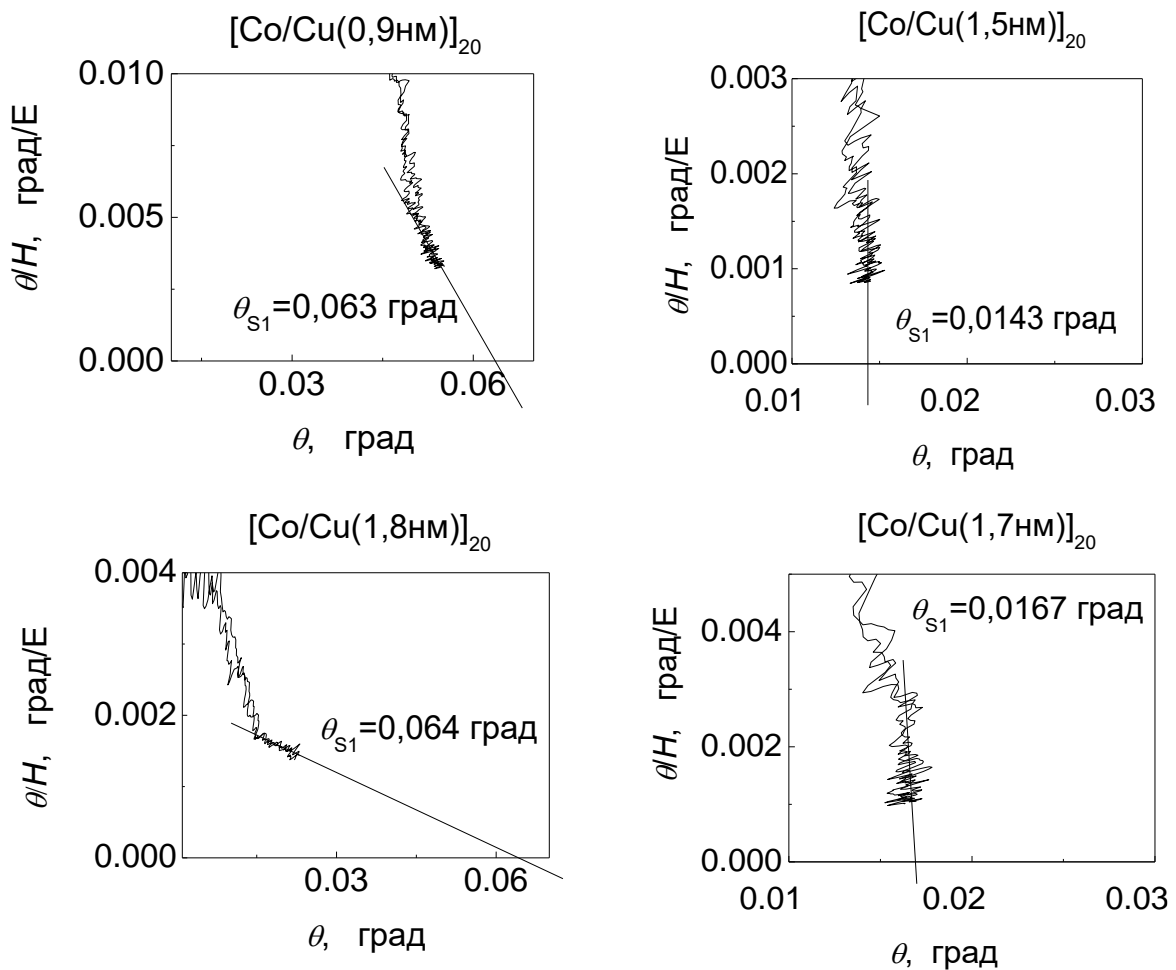 [Co/Cu(0,9нм)]20
0.010
0.005
0.000
θ/H, град/Е
θS1=0,063 град
0.03 0.06
θ, град
[Co/Cu(1,5нм)]20
0.003
0.002
0.001
0.000
θ/H, град/Е
θS1=0,0143 град
0.01 0.02 0.03
θ, град
[Co/Cu(1,8нм)]20
0.004
0.002
0.000
θ/H, град/Е
θS1=0,064 град
0.03 0.06
θ, град
[Co/Cu(1,7нм)]20
0.004
0.002
0.000
θ/H, град/Е
θS1=0,0167 град
0.01 0.02 0.03
θ, град